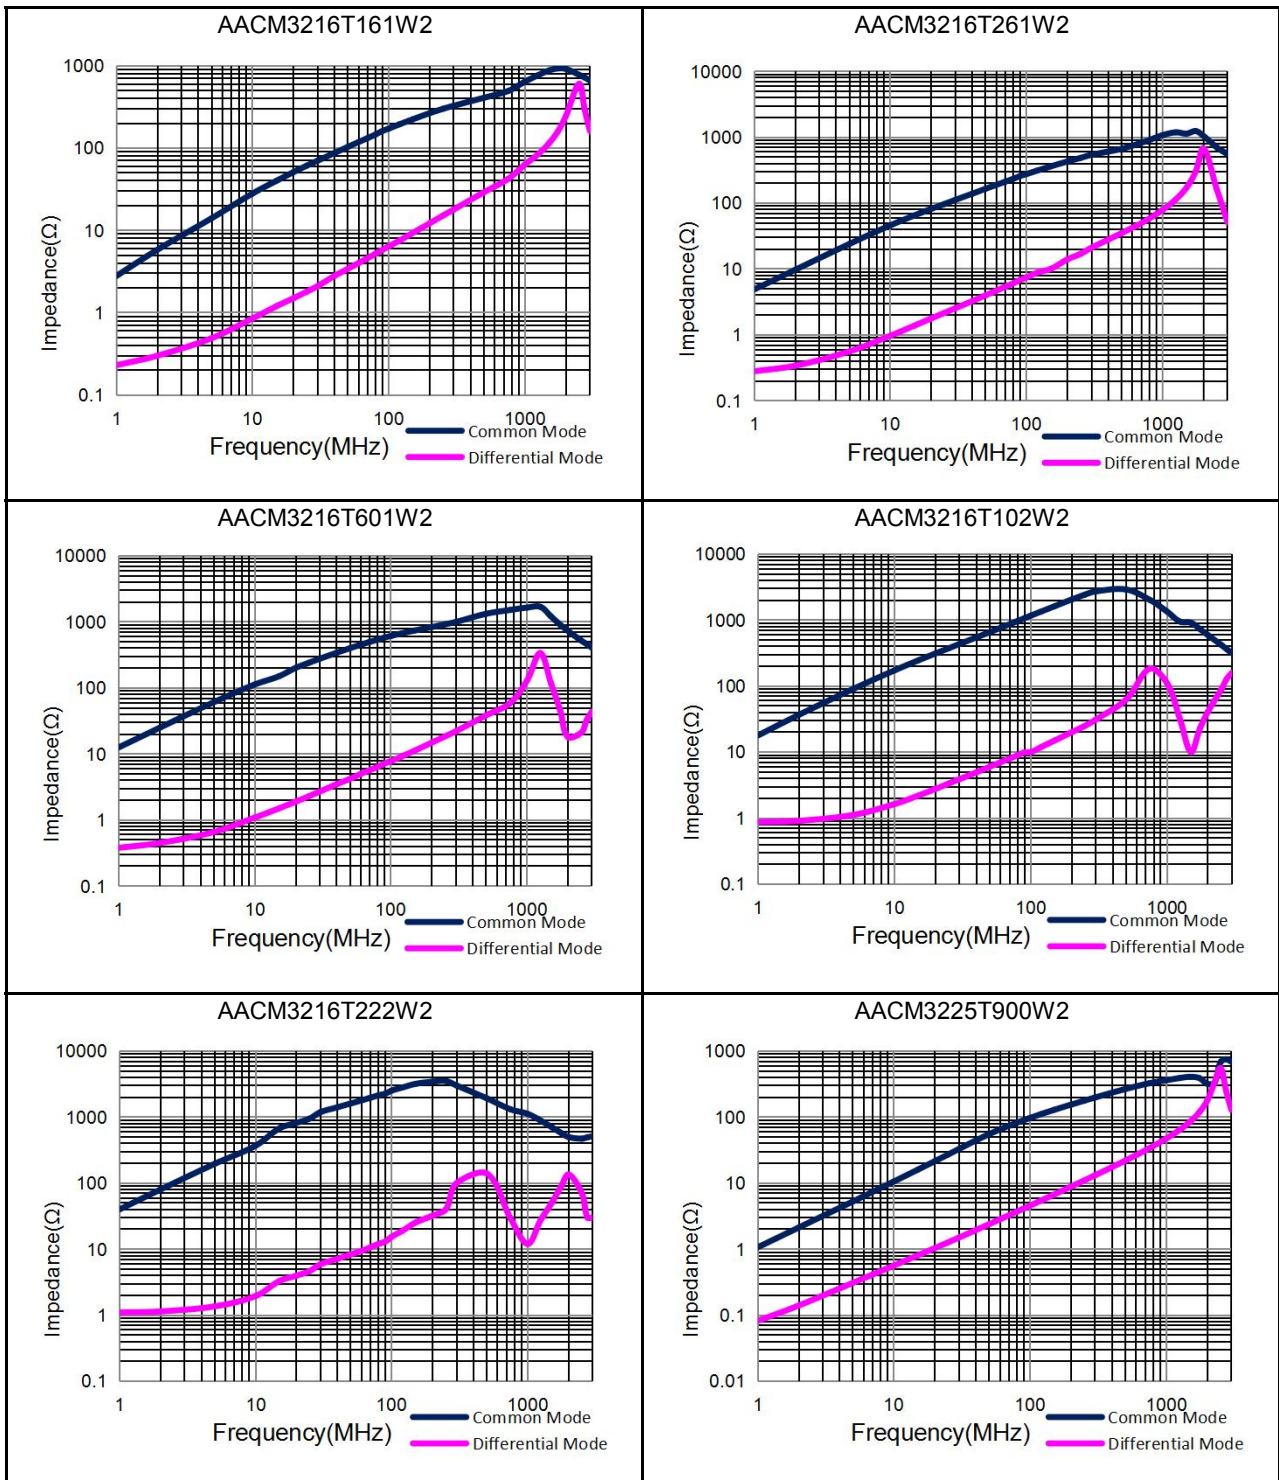 AACM3216T161W2
1000
100
10
1
0.1
Impedance(Ω)
1 10 100 1000
Frequency(MHz)
Common Mode
Differential Mode
AACM3216T261W2
10000
1000
100
10
1
0.1
Impedance(Ω)
1 10 100 1000
Frequency(MHz)
Common Mode
Differential Mode
AACM3216T601W2
10000
1000
100
10
1
0.1
Impedance(Ω)
1 10 100 1000
Frequency(MHz)
Common Mode
Differential Mode
AACM3216T102W2
10000
1000
100
10
1
0.1
Impedance(Ω)
1 10 100 1000
Frequency(MHz)
Common Mode
Differential Mode
AACM3216T222W2
10000
1000
100
10
1
0.1
Impedance(Ω)
1 10 100 1000
Frequency(MHz)
Common Mode
Differential Mode
AACM3225T900W2
1000
100
10
1
0.1
0.01
Impedance(Ω)
1 10 100 1000
Frequency(MHz)
Common Mode
Differential Mode